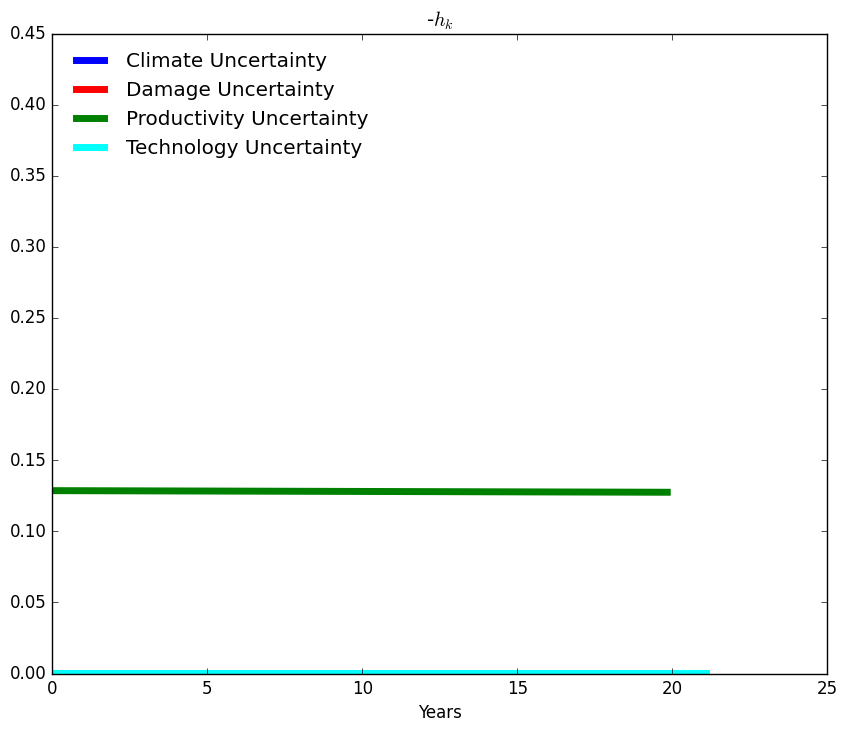 -h_k
0.45
Climate Uncertainty
Damage Uncertainty
Productivity Uncertainty
Technology Uncertainty
0.40
0.35
0.30
0.25
0.20
0.15
0.10
0.05
0.00
0 5 10 15 20 25
Years